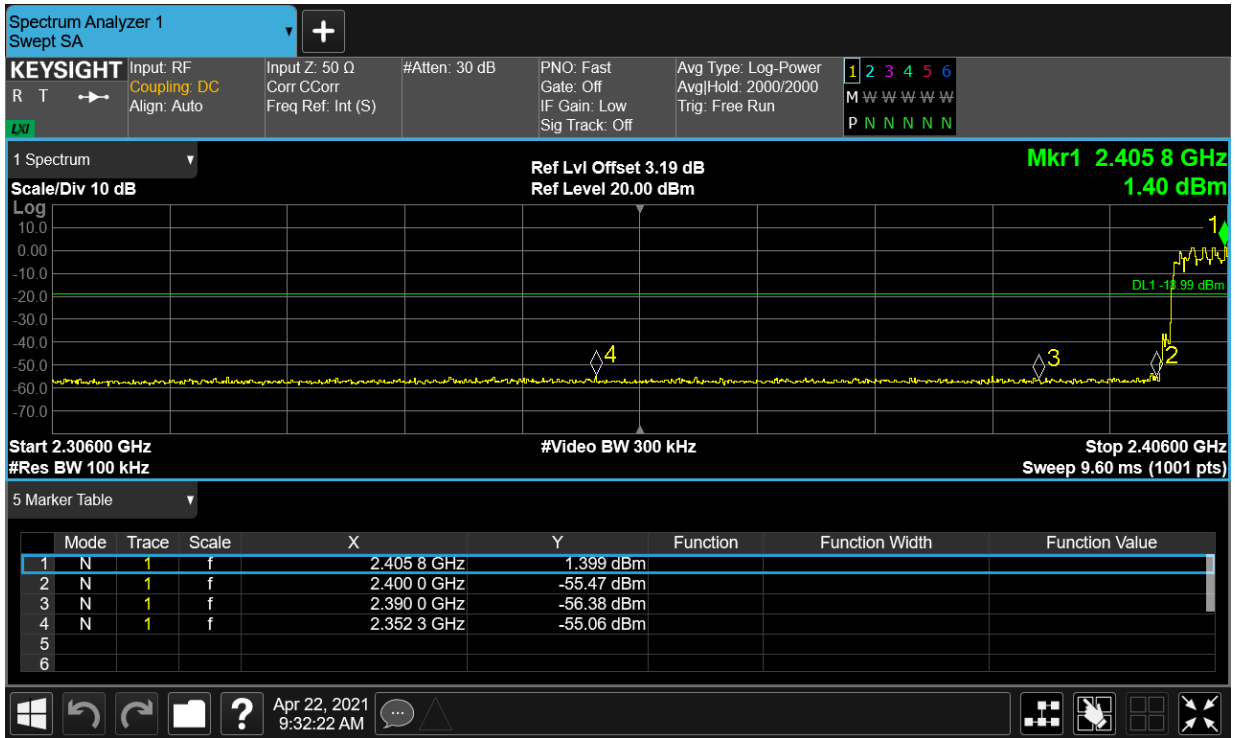 Spectrum Analyzer 1
Swept SA
KEYSIGHT
R T
LXI
Input: RF
Coupling: DC
Align: Auto
Input Z: 50 Ω
Corr CCorr
Freq Ref: Int (S)
#Atten: 30 dB
PNO: Fast
Gate: Off
IF Gain: Low
Sig Track: Off
Avg Type: Log-Power
Avg|Hold: 2000/2000
Trig: Free Run
1 2 3 4 5 6
M W W W W W
P N N N N N
1 Spectrum
Scale/Div 10 dB
Ref Lvl Offset 3.19 dB
Ref Level 20.00 dBm
Mkr1 2.405 8 GHz
1.40 dBm
Log
10.0
0.00
-10.0
-20.0
-30.0
-40.0
-50.0
-60.0
-70.0
1
DL1 -18.99 dBm
4
3
2
Start 2.30600 GHz
#Res BW 100 kHz
#Video BW 300 kHz
Stop 2.40600 GHz
Sweep 9.60 ms (1001 pts)
5 Marker Table
Mode Trace Scale X Y Function Function Width Function Value
1 N 1 f 2.405 8 GHz 1.399 dBm
2 N 1 f 2.400 0 GHz -55.47 dBm
3 N 1 f 2.390 0 GHz -56.38 dBm
4 N 1 f 2.352 3 GHz -55.06 dBm
5
6
?
Apr 22, 2021
9:32:22 AM